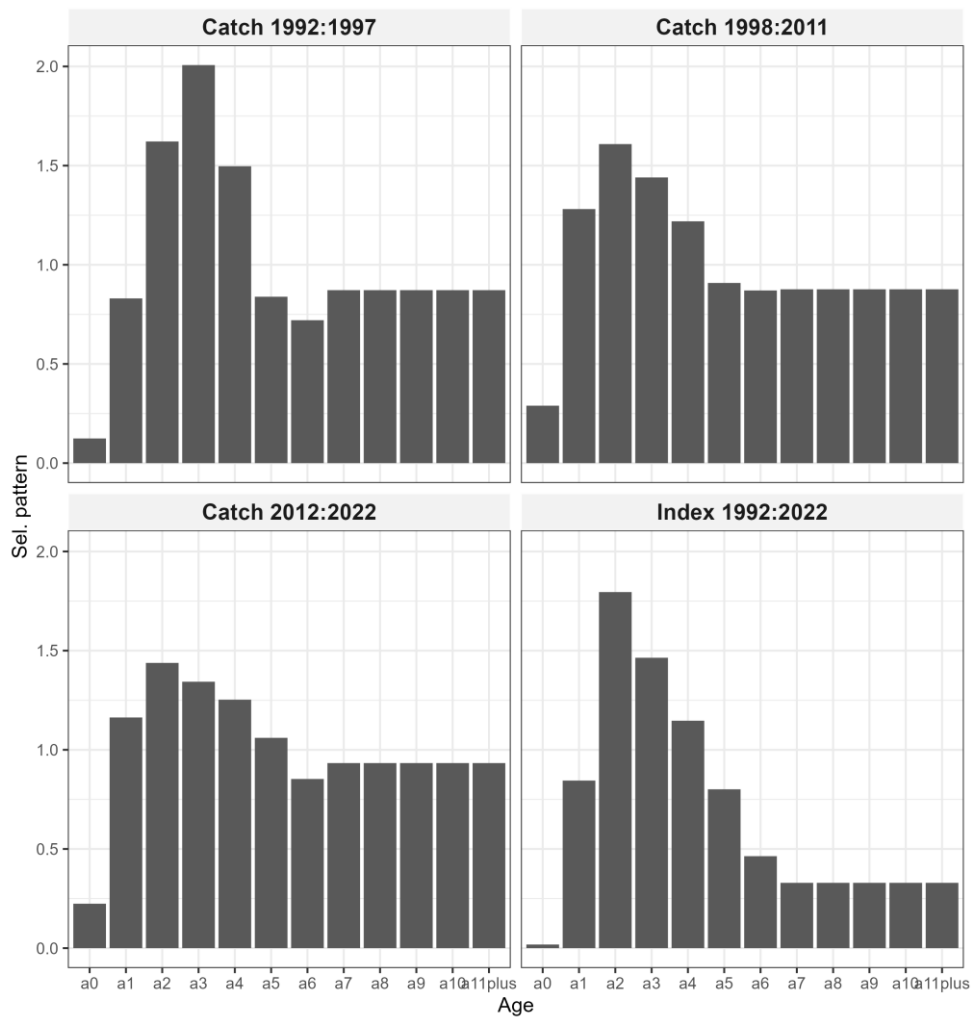 Catch 1992:1997
Catch 1998:2011
2.0
1.5
1.0
0.5
0.0
Catch 2012:2022
Index 1992:2022
2.0
1.5
1.0
0.5
0.0
Sel. pattern
a0 a1 a2 a3 a4 a5 a6 a7 a8 a9 a10 a11plus
a0 a1 a2 a3 a4 a5 a6 a7 a8 a9 a10 a11plus
Age